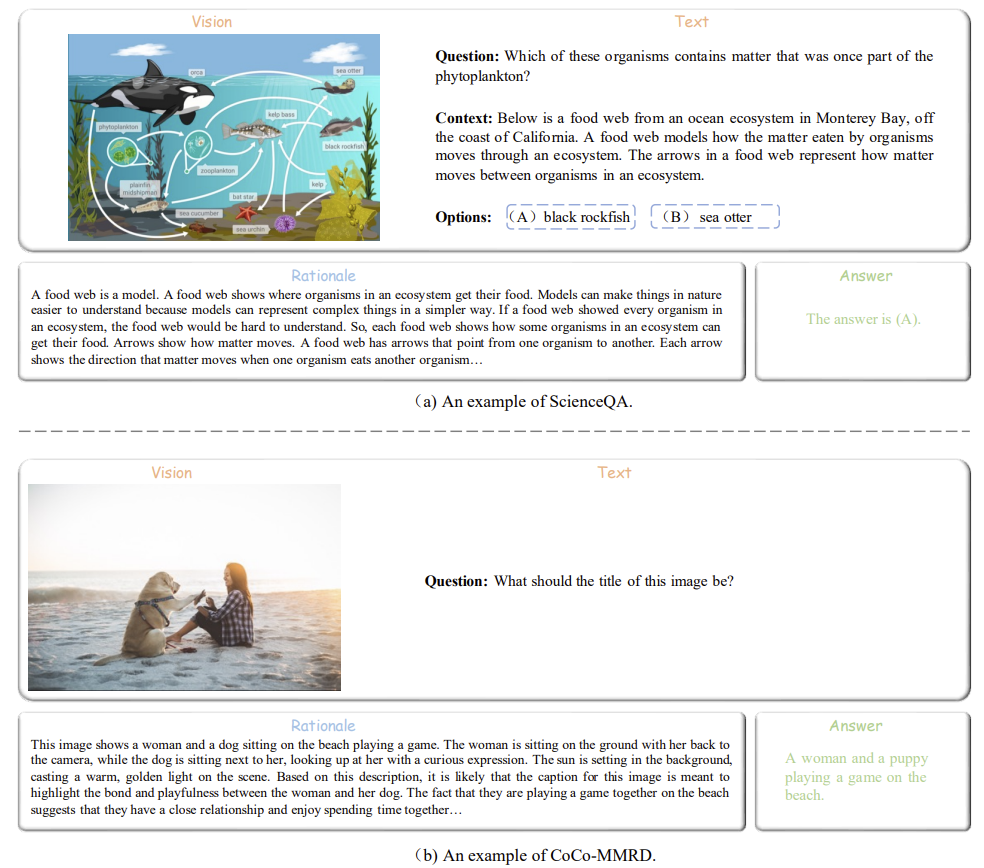 Vision
Text
orca
sea otter
phytoplankton
kelp bass
black rockfish
zooplankton
plainfin
midshipman
kelp
bat star
sea cucumber
sea urchin
Question: Which of these organisms contains matter that was once part of the
phytoplankton?
Context: Below is a food web from an ocean ecosystem in Monterey Bay, off
the coast of California. A food web models how the matter eaten by organisms
moves through an ecosystem. The arrows in a food web represent how matter
moves between organisms in an ecosystem.
Options: （A）black rockfish （B） sea otter
Rationale
A food web is a model. A food web shows where organisms in an ecosystem get their food. Models can make things in nature
easier to understand because models can represent complex things in a simpler way. If a food web showed every organism in
an ecosystem, the food web would be hard to understand. So, each food web shows how some organisms in an ecosystem can
get their food. Arrows show how matter moves. A food web has arrows that point from one organism to another. Each arrow
shows the direction that matter moves when one organism eats another organism…
Answer
The answer is (A).
（a) An example of ScienceQA.
Vision
Text
Question: What should the title of this image be?
Rationale
This image shows a woman and a dog sitting on the beach playing a game. The woman is sitting on the ground with her back to
the camera, while the dog is sitting next to her, looking up at her with a curious expression. The sun is setting in the background,
casting a warm, golden light on the scene. Based on this description, it is likely that the caption for this image is meant to
highlight the bond and playfulness between the woman and her dog. The fact that they are playing a game together on the beach
suggests that they have a close relationship and enjoy spending time together…
Answer
A woman and a puppy
playing a game on the
beach.
（b) An example of CoCo-MMRD.